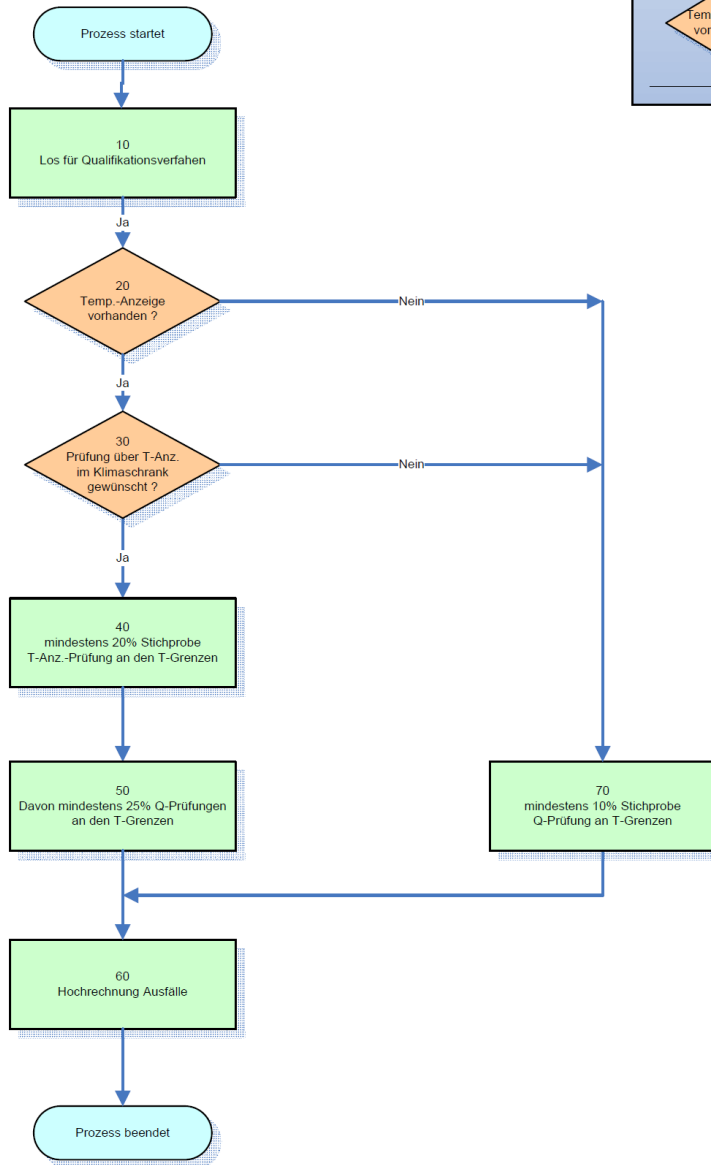 Prozess startet
10
Los für Qualifikationsverfahen
Ja
20
Temp.-Anzeige
vorhanden ?
Nein
Ja
30
Prüfung über T-Anz.
im Klimaschrank
gewünscht ?
Nein
Ja
40
mindestens 20% Stichprobe
T-Anz.-Prüfung an den T-Grenzen
50
Davon mindestens 25% Q-Prüfungen
an den T-Grenzen
70
mindestens 10% Stichprobe
Q-Prüfung an T-Grenzen
60
Hochrechnung Ausfälle
Prozess beendet